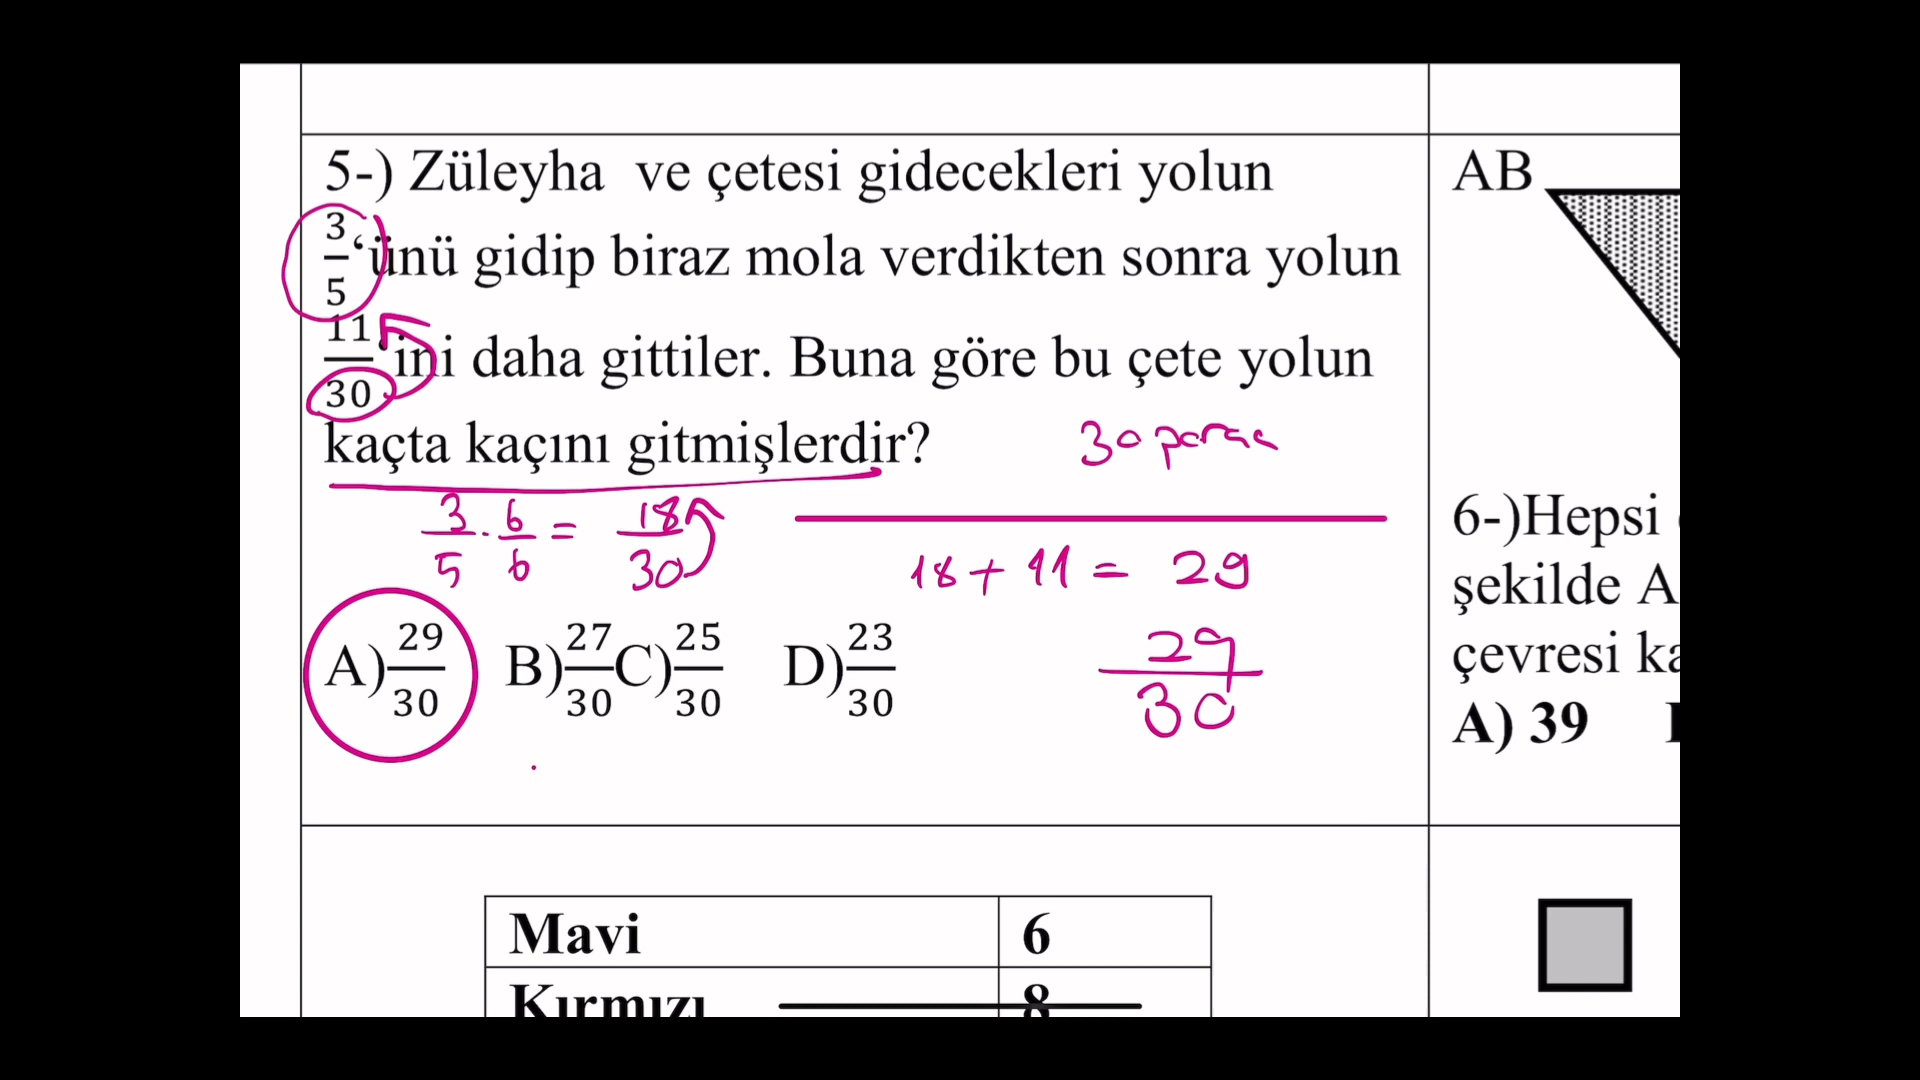 5-) Züleyha ve çetesi gidecekleri yolun
3/5 ‘ünü gidip biraz mola verdikten sonra yolun
11/30 ‘ini daha gittiler. Buna göre bu çete yolun
kaçta kaçını gitmişlerdir?
30 parça
3/5 . 6/6 = 18/30
18 + 11 = 29
29/30
A) 29/30 B) 27/30 C) 25/30 D) 23/30
Mavi 6
Kırmızı 8
AB
6-)Hepsi
şekilde A
çevresi ka
A) 39